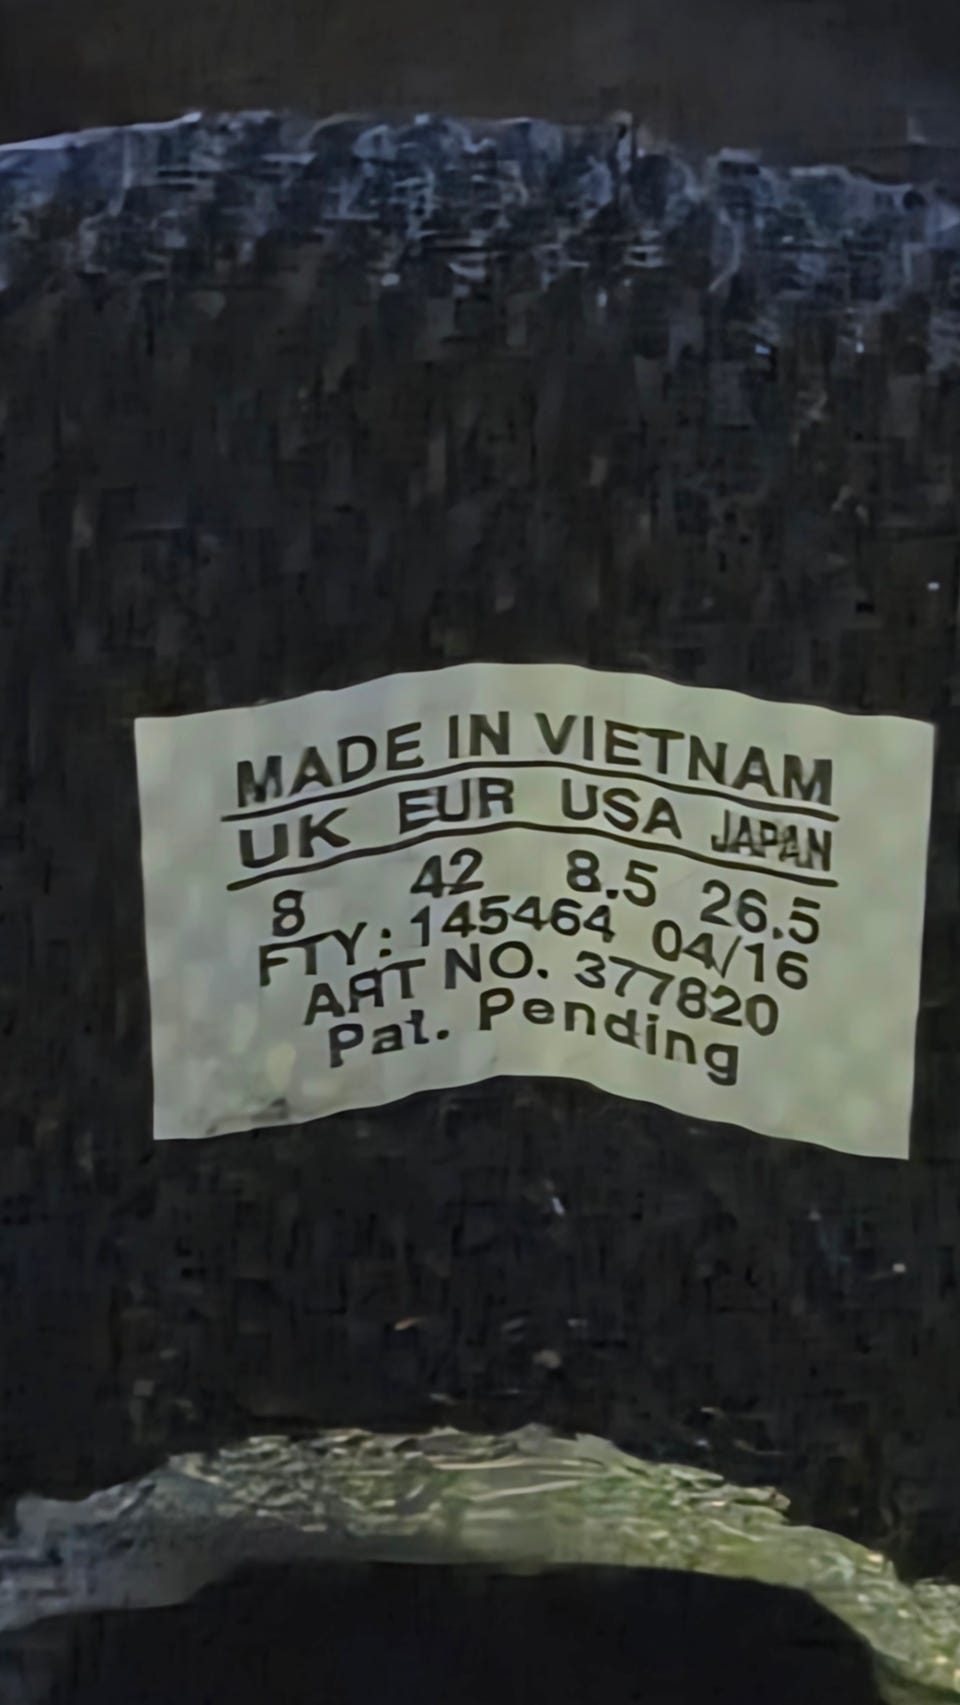 MADE IN VIETNAM
UK EUR USA JAPAN
8 42 8.5 26.5
FTY: 145464 04/16
ART NO. 377820
Pat. Pending